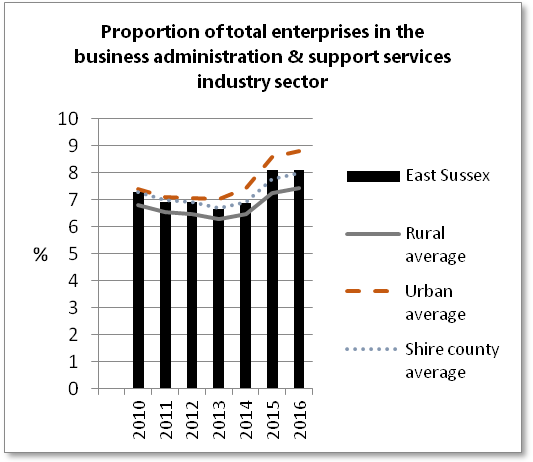 Proportion of total enterprises in the
business administration & support services
industry sector
10
9
8
7
6
5
4
3
2
1
0
%
2010
2011
2012
2013
2014
2015
2016
East Sussex
Rural
average
Urban
average
Shire county
average